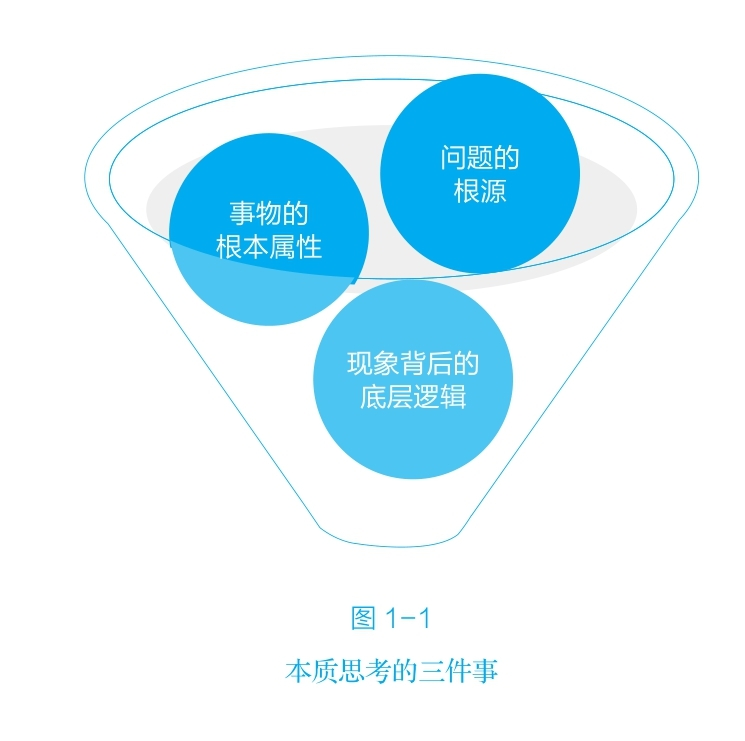 问题的
根源
事物的
根本属性
现象背后的
底层逻辑
图 1-1
本质思考的三件事